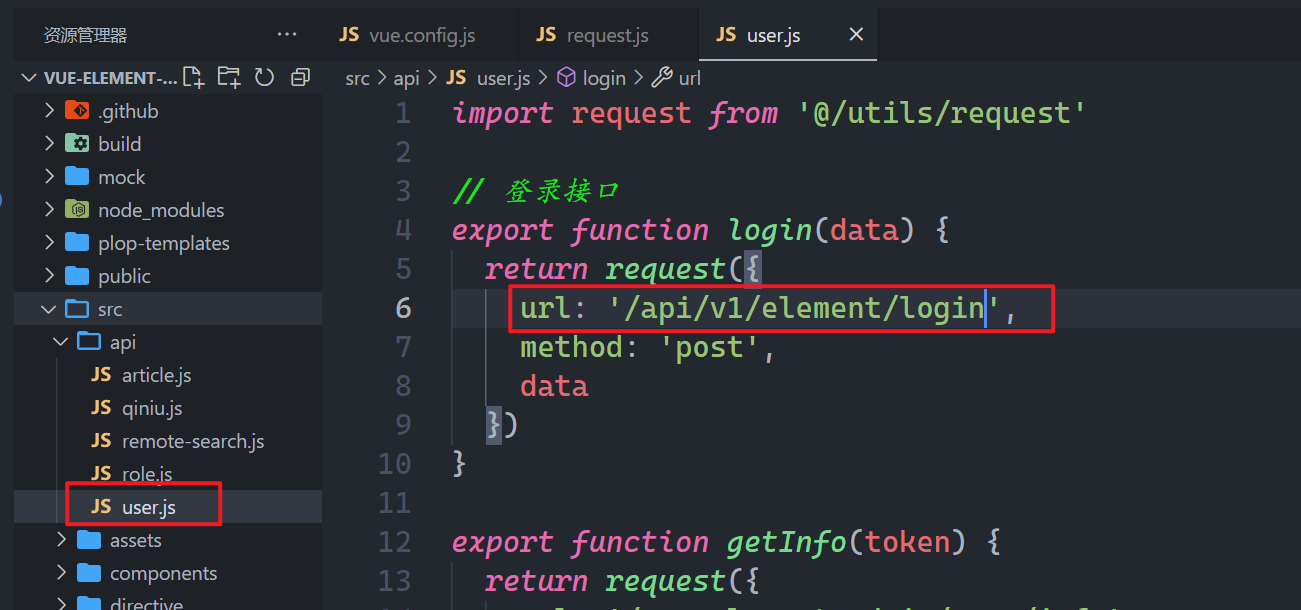 资源管理器
···
JS vue.config.js
JS request.js
JS user.js
VUE-ELEMENT-...
src > api > JS user.js > login > url
.github
build
mock
node_modules
plop-templates
public
src
api
JS article.js
JS qiniu.js
JS remote-search.js
JS role.js
JS user.js
assets
components
directive
1 import request from '@/utils/request'
2
3 // 登录接口
4 export function login(data) {
5 return request({
6 url: '/api/v1/element/login',
7 method: 'post',
8 data
9 })
10 }
11
12 export function getInfo(token) {
13 return request({